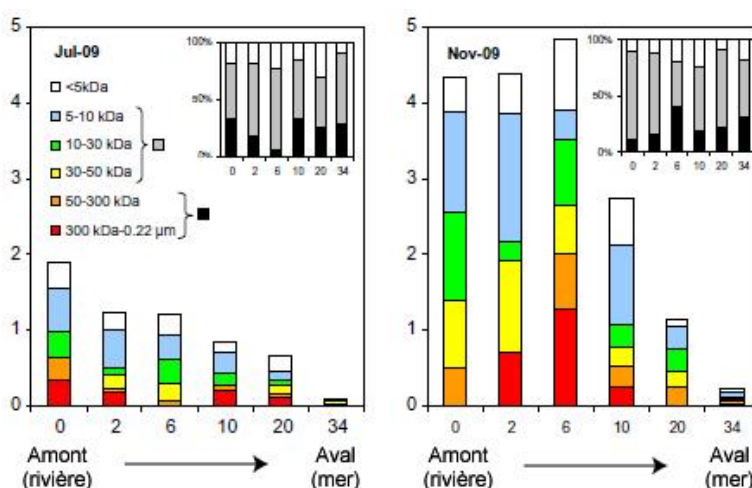 5
4
3
2
1
0
Jul-09
<5kDa
5-10 kDa
10-30 kDa
30-50 kDa
50-300 kDa
300 kDa-0.22 µm
100%
50%
0%
0 2 6 10 20 34
0 2 6 10 20 34
Amont
(rivière)
Aval
(mer)
5
4
3
2
1
0
Nov-09
100%
50%
0%
0 2 6 10 20 34
0 2 6 10 20 34
Amont
(rivière)
Aval
(mer)